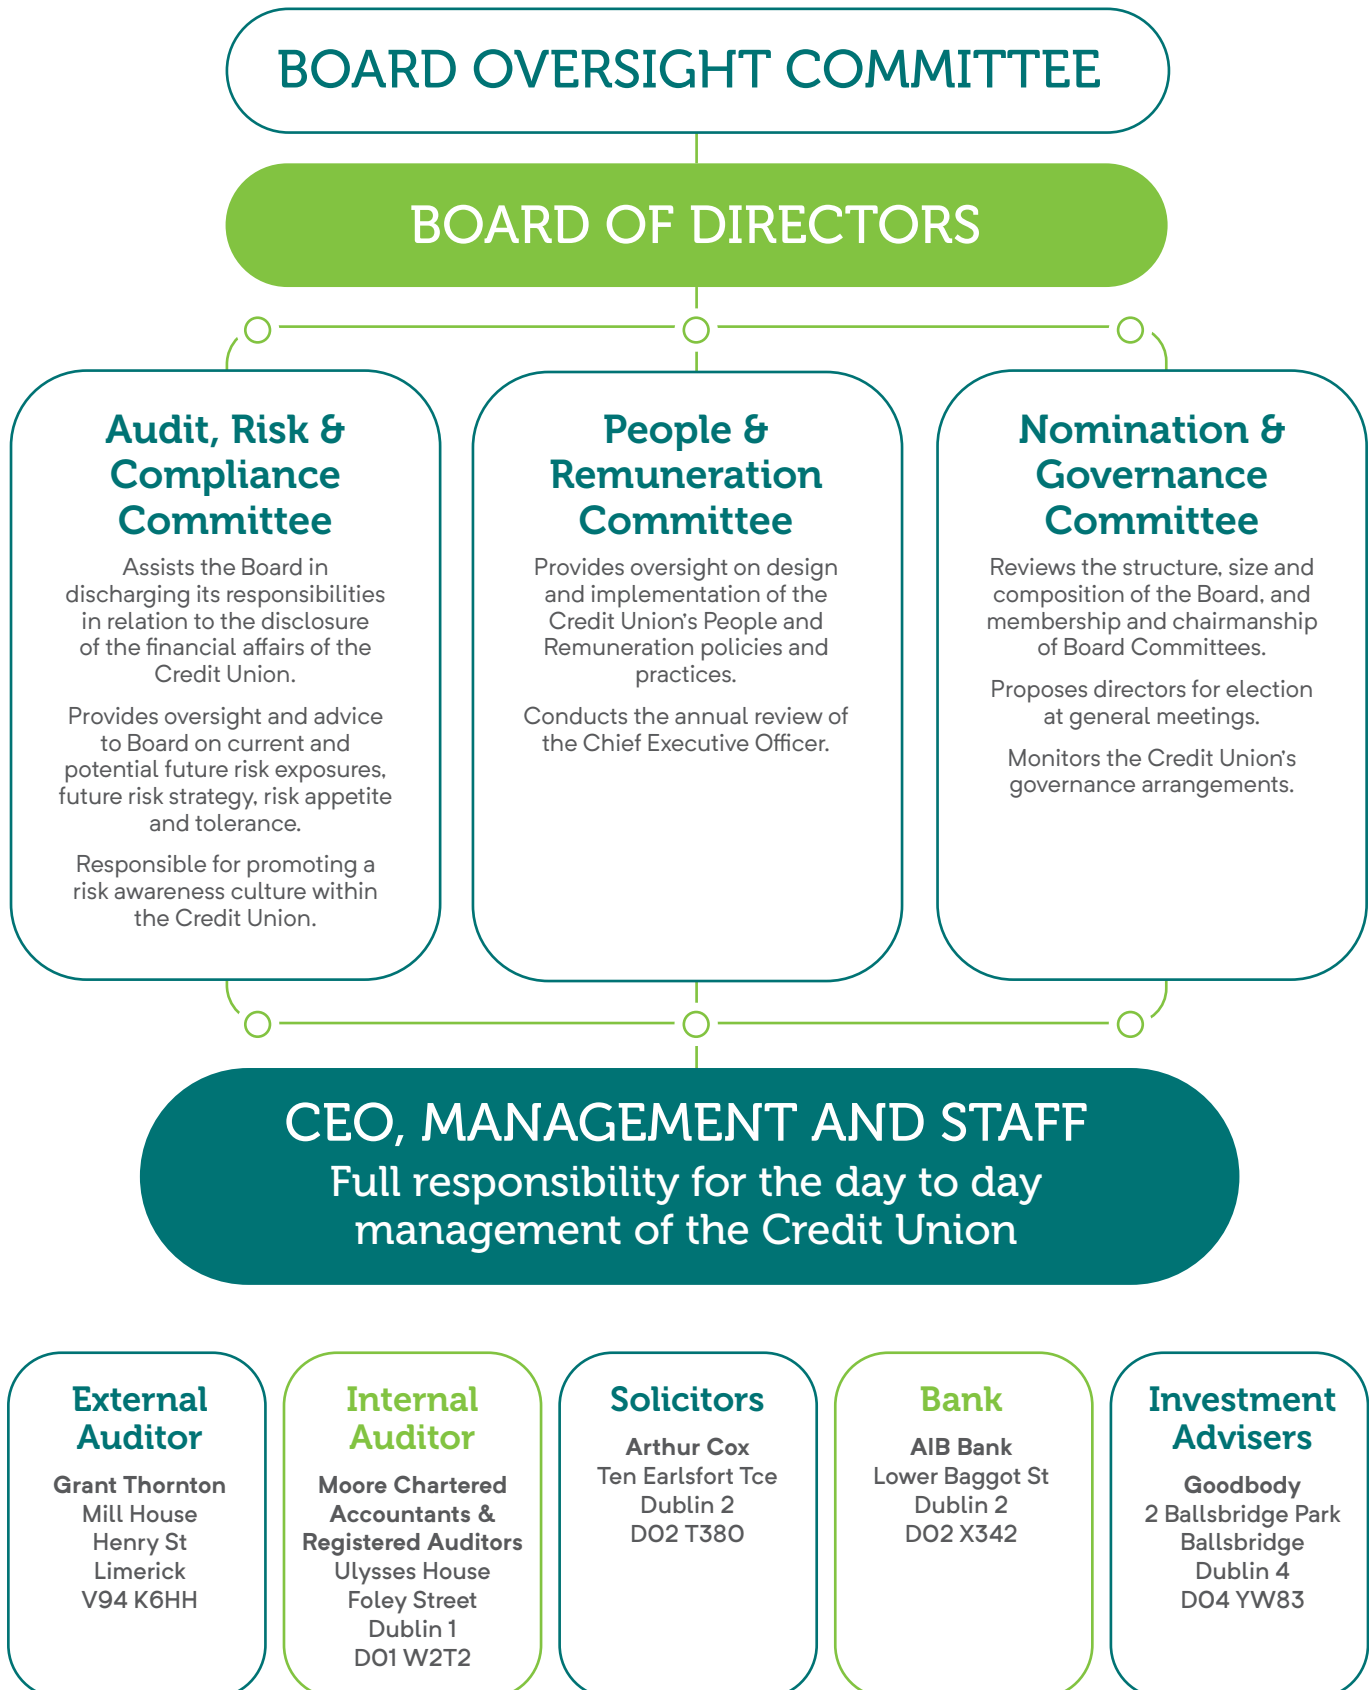 BOARD OVERSIGHT COMMITTEE
BOARD OF DIRECTORS
Audit, Risk &
Compliance
Committee
Assists the Board in
discharging its responsibilities
in relation to the disclosure
of the financial affairs of the
Credit Union.
Provides oversight and advice
to Board on current and
potential future risk exposures,
future risk strategy, risk appetite
and tolerance.
Responsible for promoting a
risk awareness culture within
the Credit Union.
People &
Remuneration
Committee
Provides oversight on design
and implementation of the
Credit Union's People and
Remuneration policies and
practices.
Conducts the annual review of
the Chief Executive Officer.
Nomination &
Governance
Committee
Reviews the structure, size and
composition of the Board, and
membership and chairmanship
of Board Committees.
Proposes directors for election
at general meetings.
Monitors the Credit Union's
governance arrangements.
CEO, MANAGEMENT AND STAFF
Full responsibility for the day to day
management of the Credit Union
External
Auditor
Grant Thornton
Mill House
Henry St
Limerick
V94 K6HH
Internal
Auditor
Moore Chartered
Accountants &
Registered Auditors
Ulysses House
Foley Street
Dublin 1
D01 W2T2
Solicitors
Arthur Cox
Ten Earlsfort Tce
Dublin 2
D02 T380
Bank
AIB Bank
Lower Baggot St
Dublin 2
D02 X342
Investment
Advisers
Goodbody
2 Ballsbridge Park
Ballsbridge
Dublin 4
D04 YW83